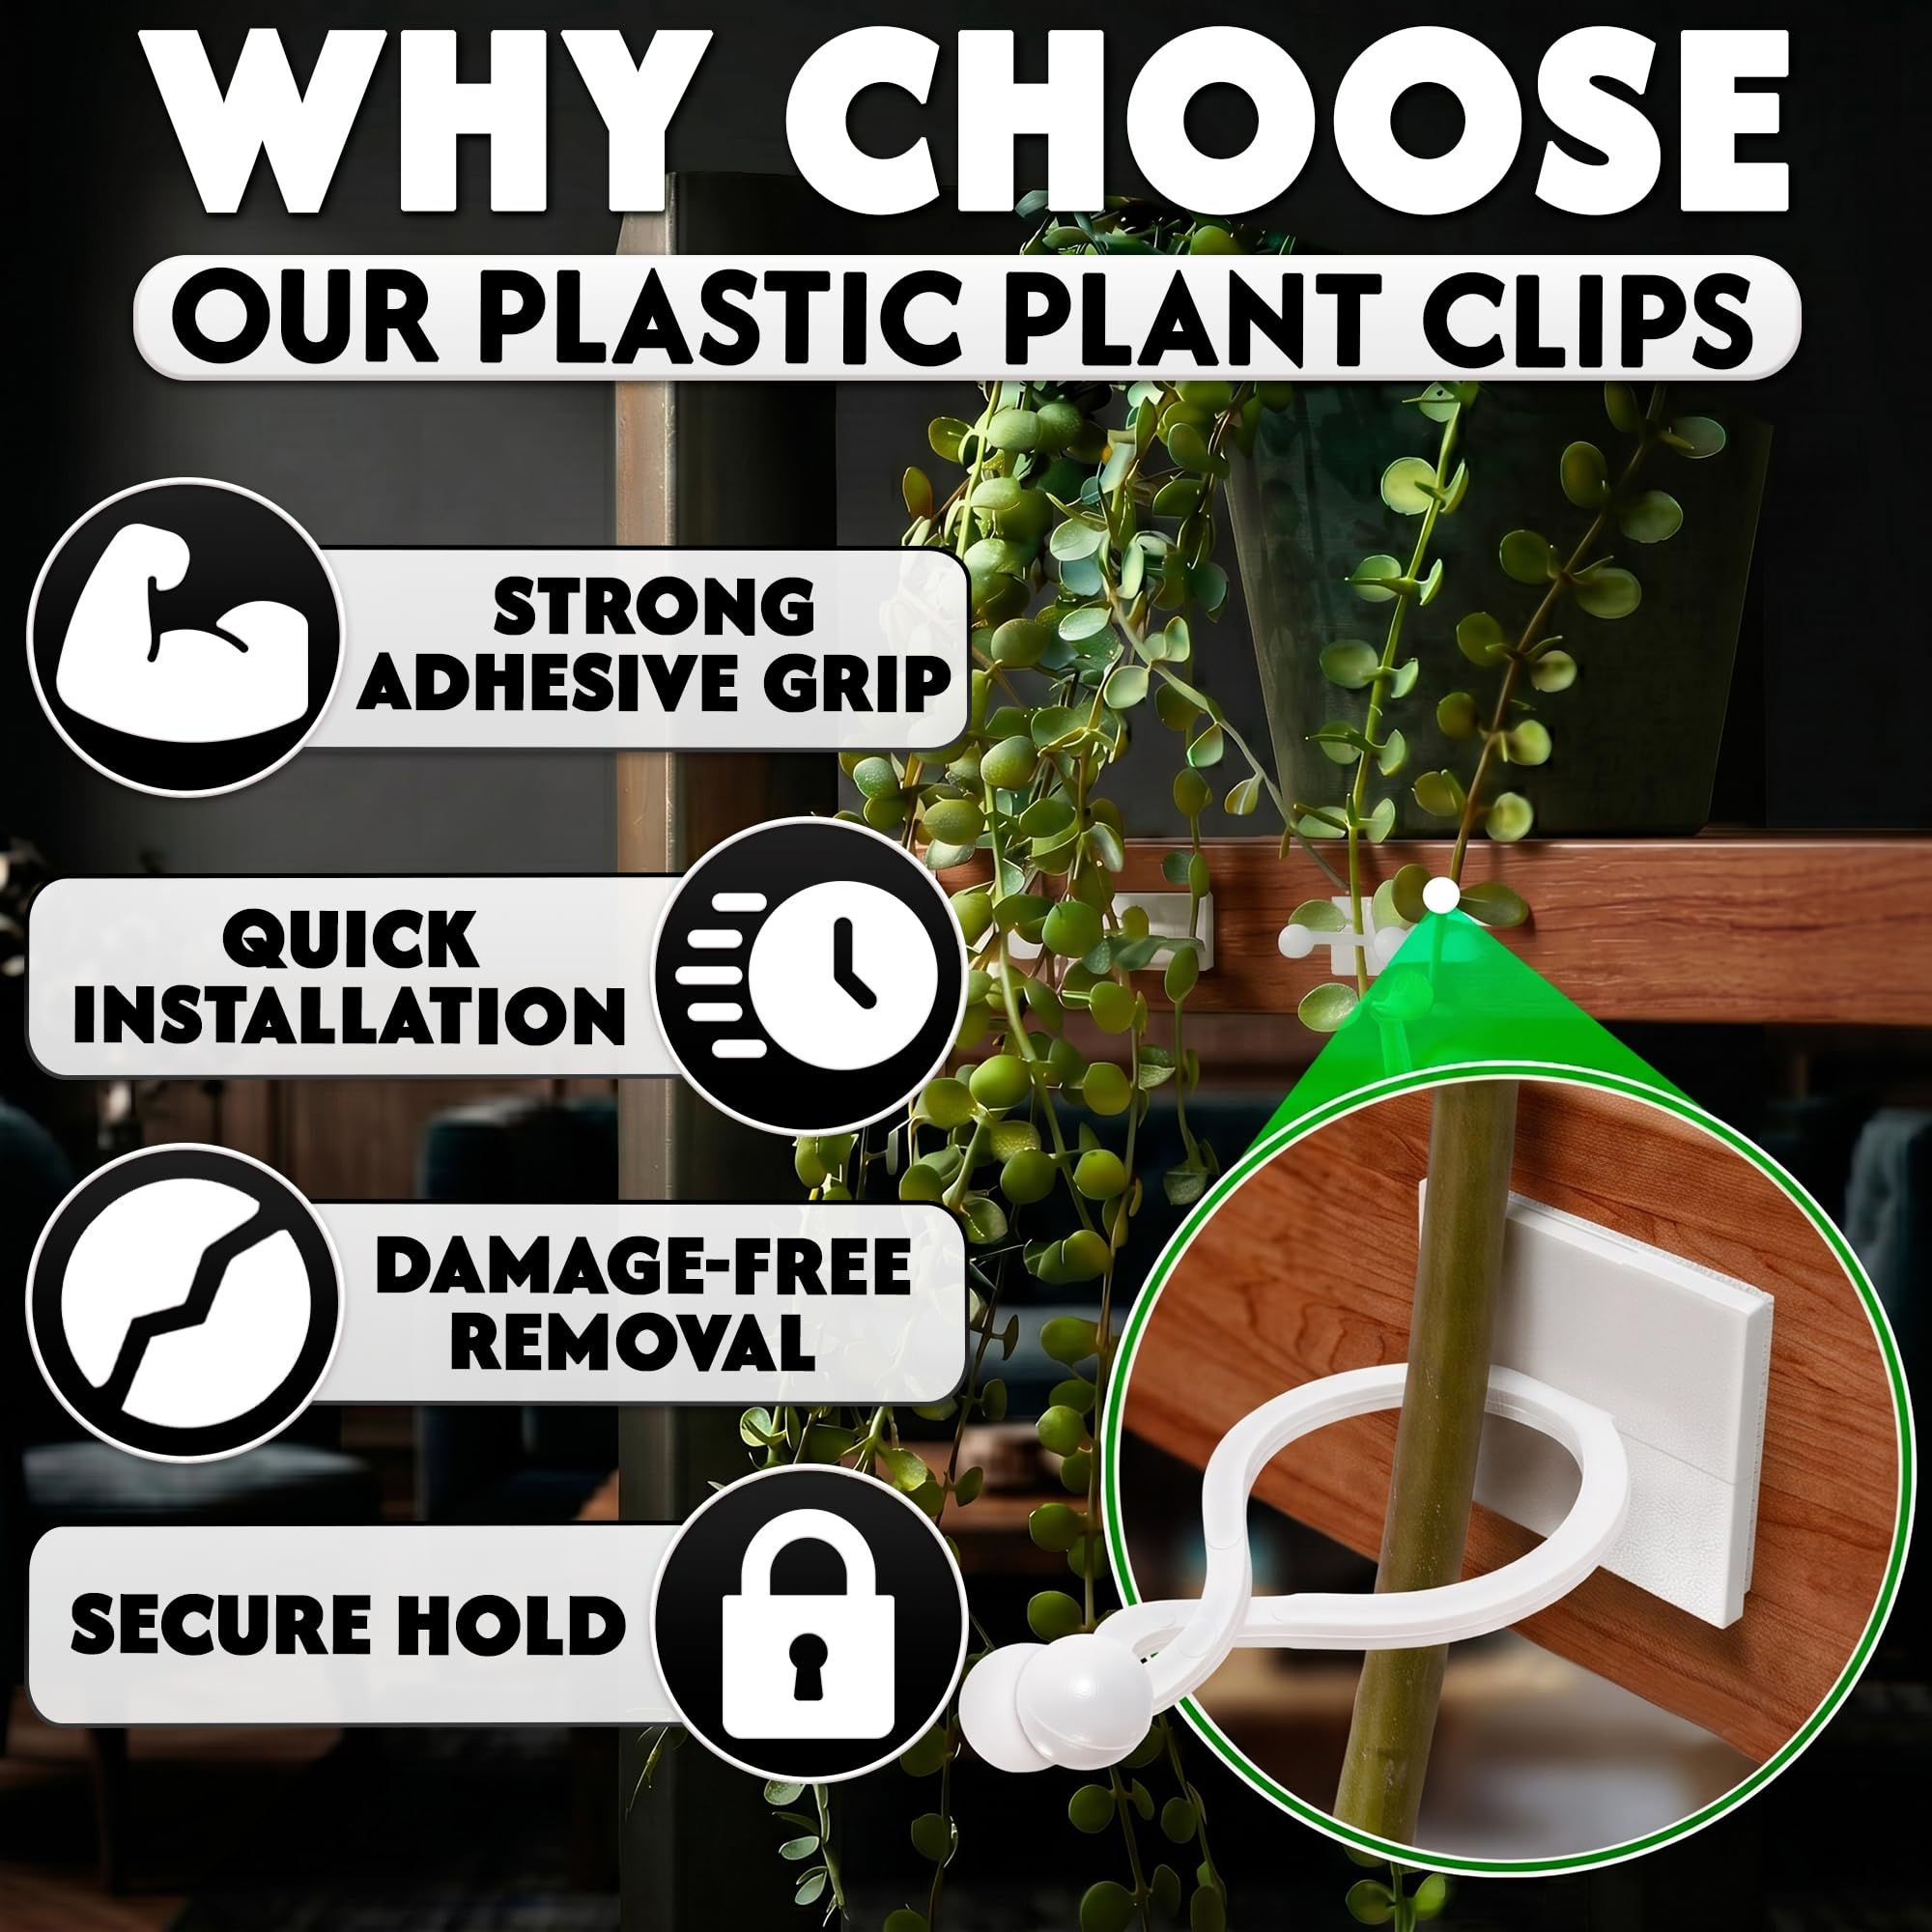 WHY CHOOSE
OUR PLASTIC PLANT CLIPS
STRONG
ADHESIVE GRIP
QUICK
INSTALLATION
DAMAGE-FREE
REMOVAL
SECURE HOLD